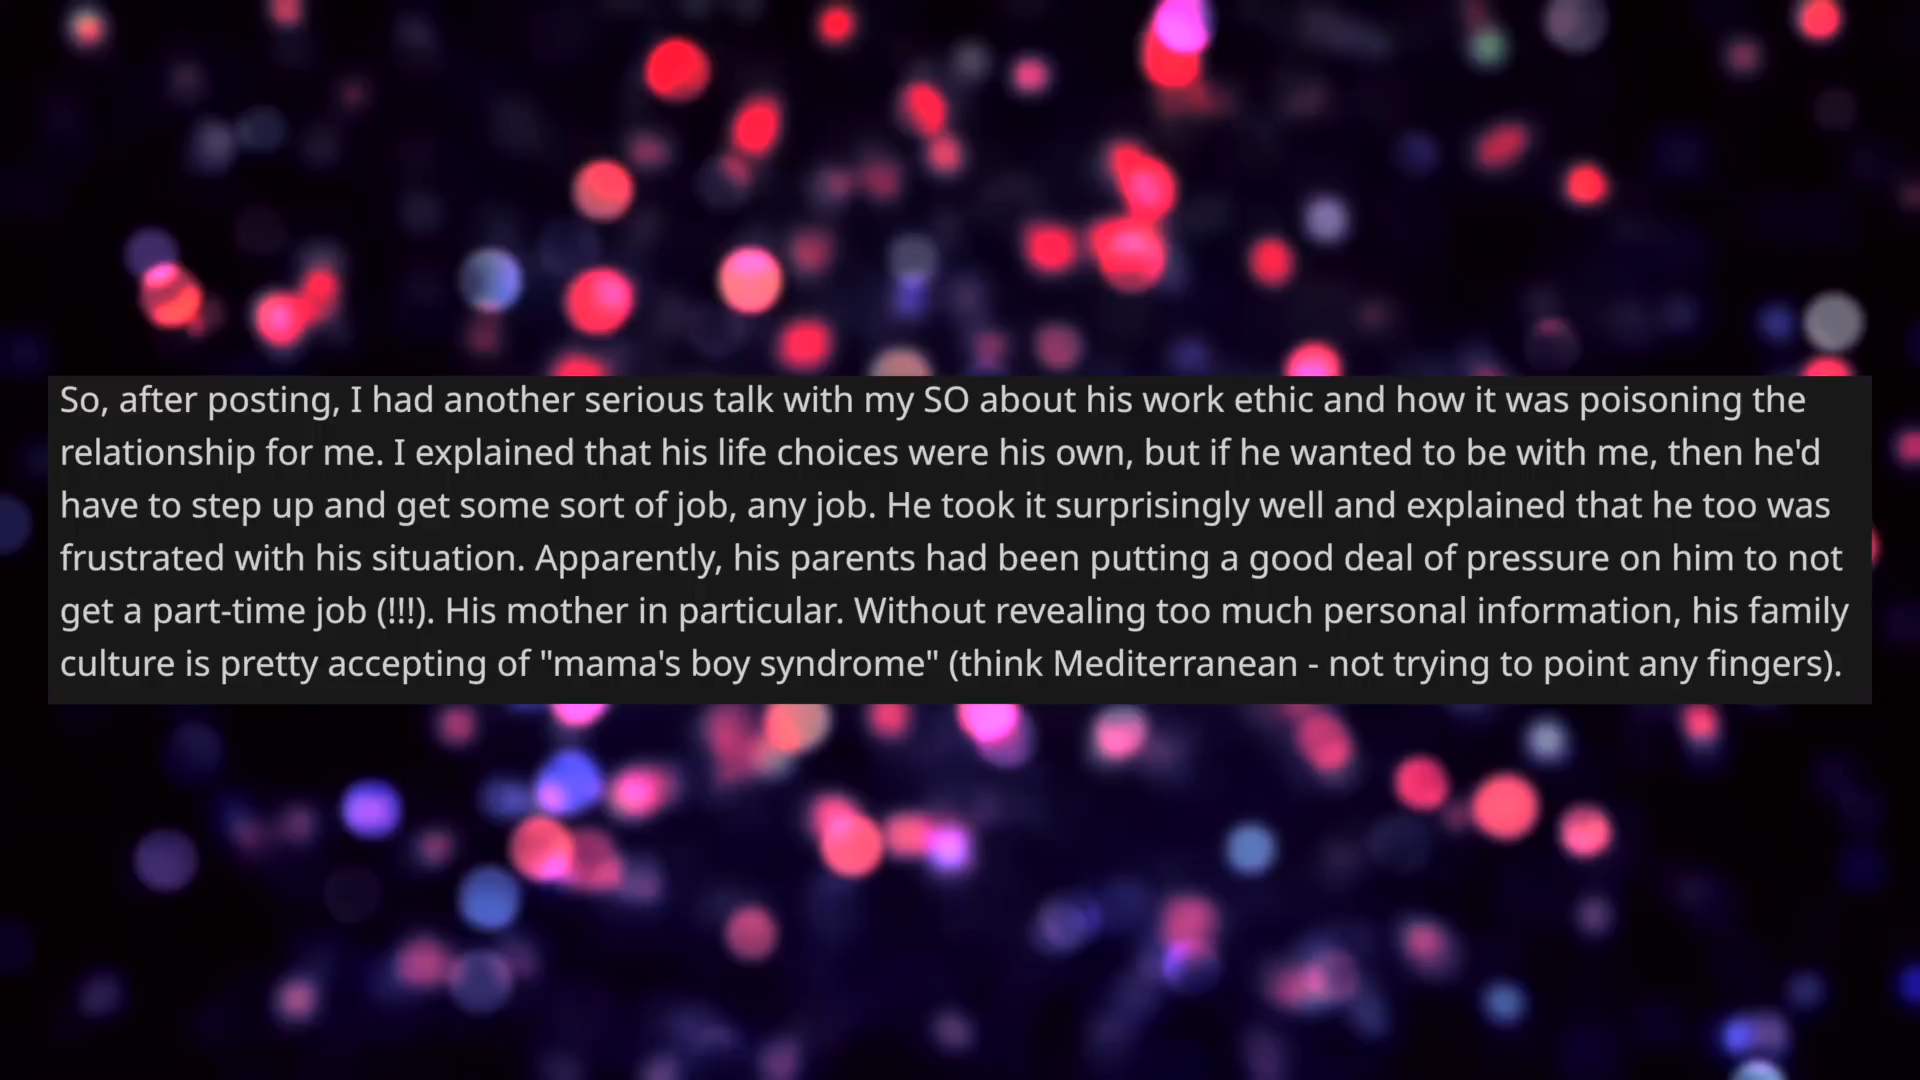 So, after posting, I had another serious talk with my SO about his work ethic and how it was poisoning the
relationship for me. I explained that his life choices were his own, but if he wanted to be with me, then he'd
have to step up and get some sort of job, any job. He took it surprisingly well and explained that he too was
frustrated with his situation. Apparently, his parents had been putting a good deal of pressure on him to not
get a part-time job (!!!). His mother in particular. Without revealing too much personal information, his family
culture is pretty accepting of "mama's boy syndrome" (think Mediterranean - not trying to point any fingers).